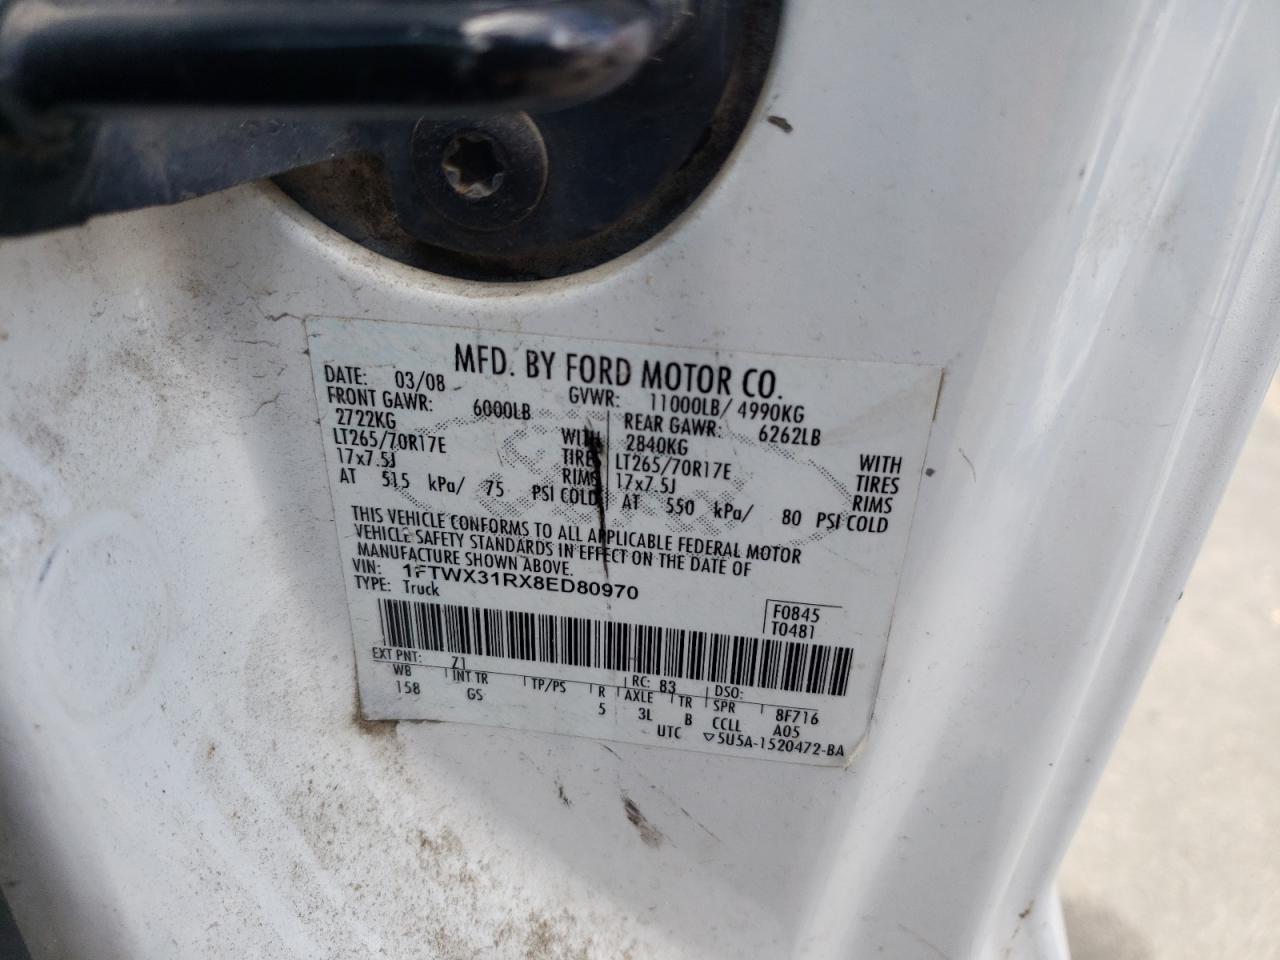 MFD. BY FORD MOTOR CO.
DATE: 03/08 GVWR: 11000LB/ 4990KG
FRONT GAWR: 6000LB REAR GAWR: 6262LB
2722KG WITH 2840KG WITH
LT265/70R17E TIRES LT265/70R17E TIRES
17x7.5J RIMS 17x7.5J RIMS
AT 515 kPa/ 75 PSI COLD AT 550 kPa/ 80 PSI COLD
THIS VEHICLE CONFORMS TO ALL APPLICABLE FEDERAL MOTOR
VEHICLE SAFETY STANDARDS IN EFFECT ON THE DATE OF
MANUFACTURE SHOWN ABOVE.
VIN: 1FTWX31RX8ED80970
TYPE: Truck
F0845
T0481
EXT PNT: Z1 RC: 83 DSO:
WB INT TR TP/PS R AXLE TR SPR 8F716
158 GS 5 3L B CCLL A05
UTC ▽5U5A-1520472-BA